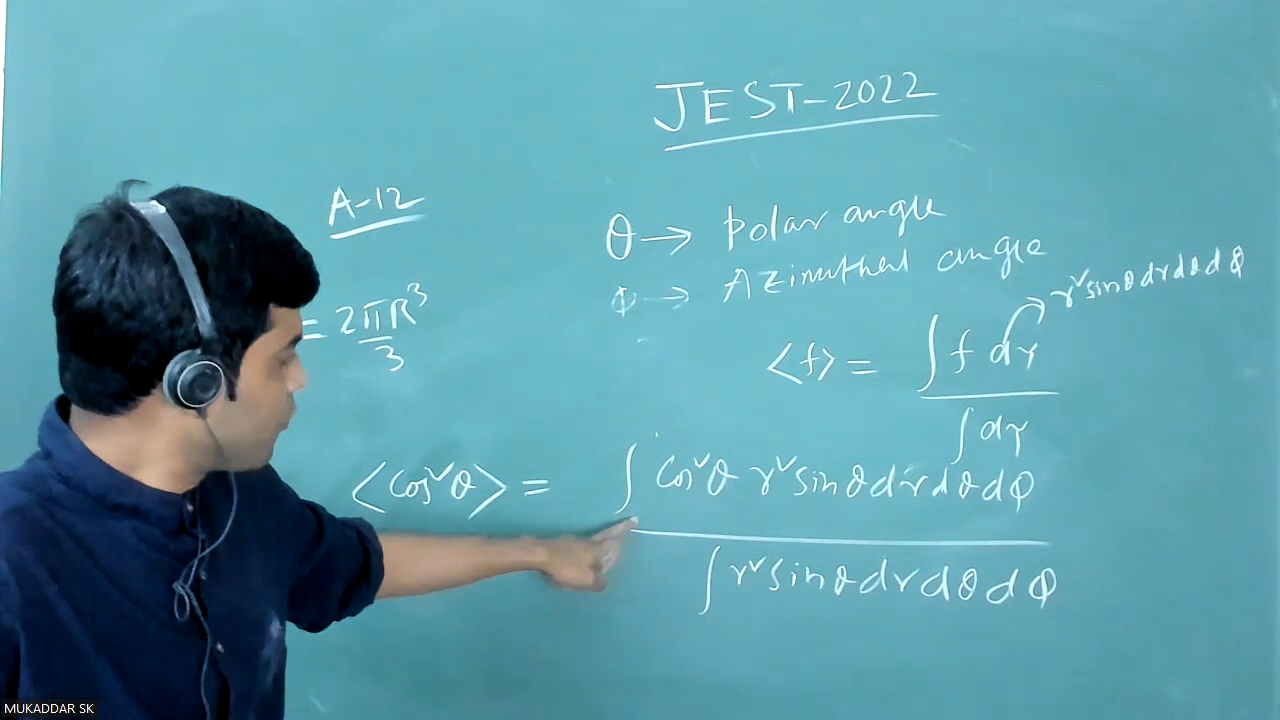 JEST-2022
A-12
θ → Polar angle
φ → Azimuthal angle
r² sinθ dr dθ dφ
= 2πR³/3
<f> = ∫ f dτ / ∫ dτ
<cos²θ> = ∫ cos²θ r² sinθ dr dθ dφ / ∫ r² sinθ dr dθ dφ
MUKADDAR SK